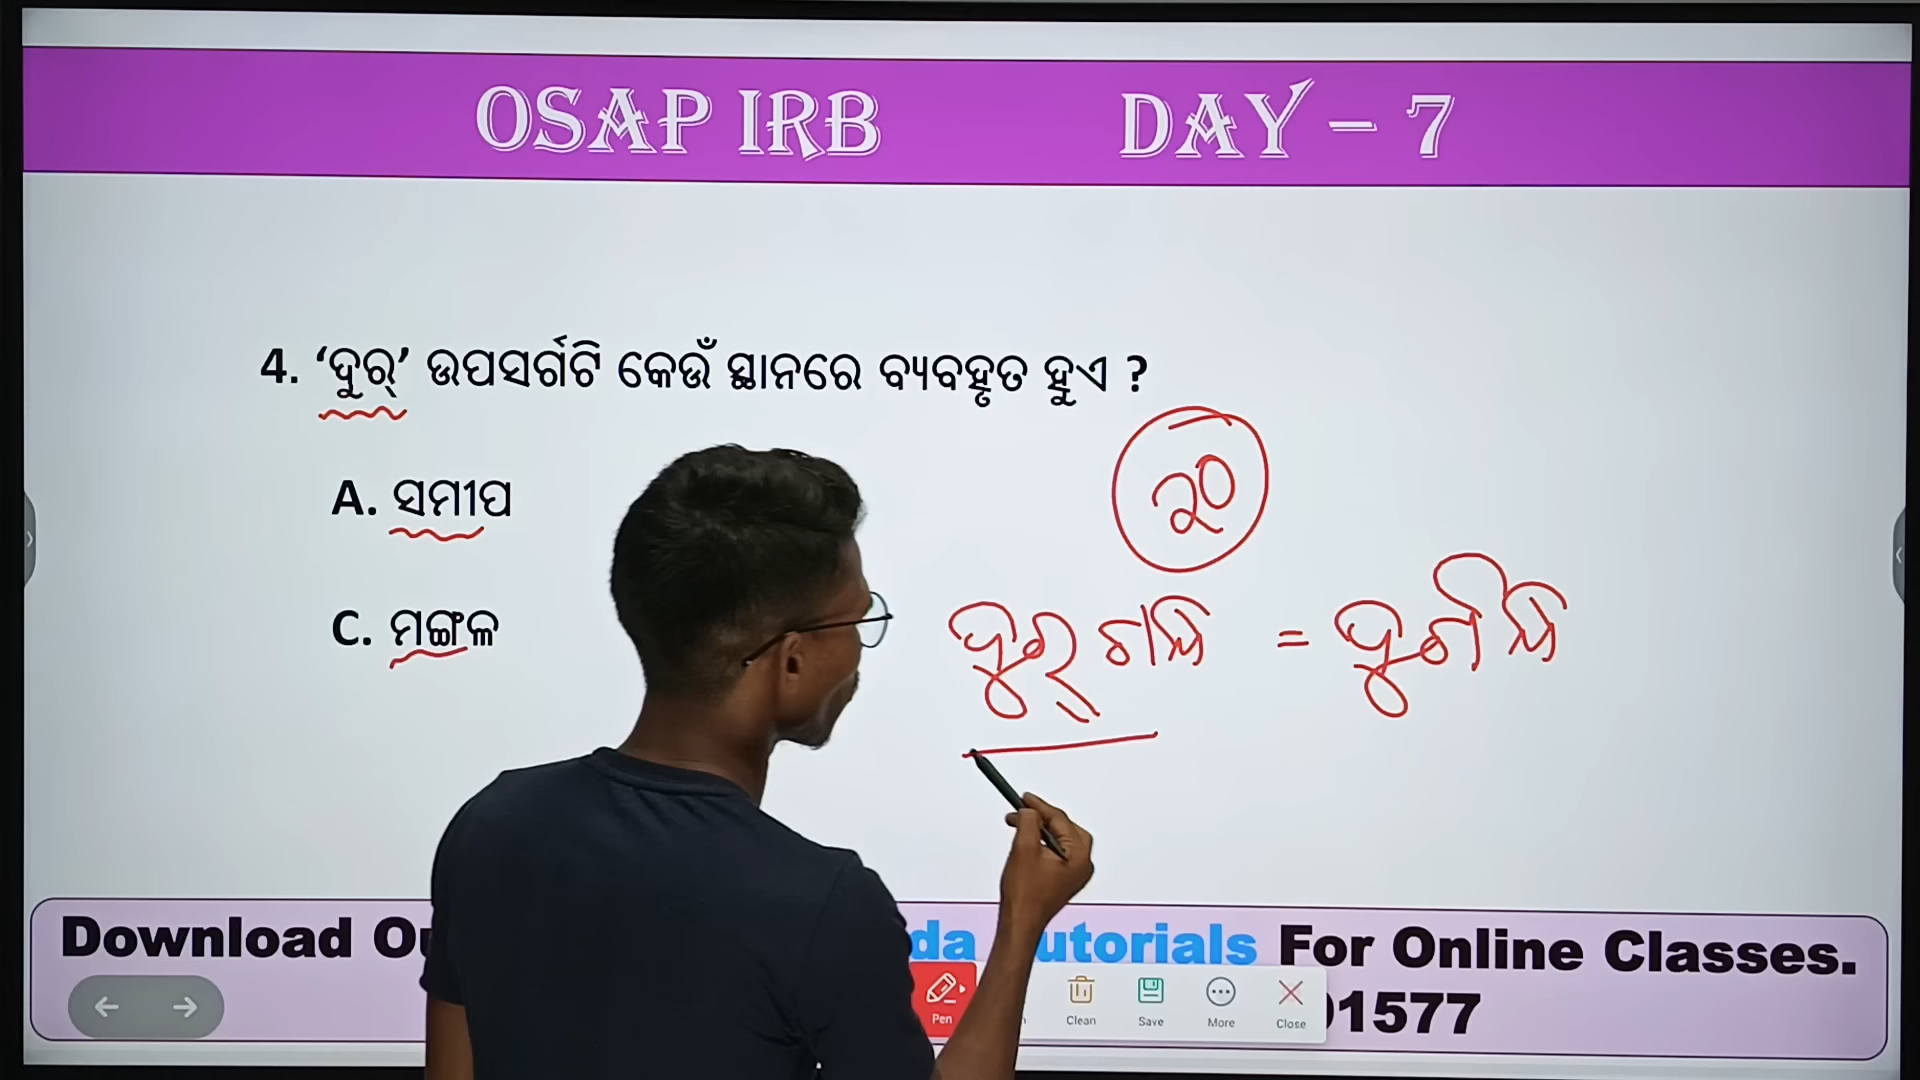 OSAP IRB DAY – 7
4. ‘ଦୁର୍’ ଉପସର୍ଗଟି କେଉଁ ସ୍ଥାନରେ ବ୍ୟବହୃତ ହୁଏ ?
A. ସମୀପ
୨୦
C. ମଙ୍ଗଳ
ଦୁର୍ ଗନ୍ଧ = ଦୁର୍ଗନ୍ଧ
Download For Online Classes.
1577
Pen Clean Save More Close